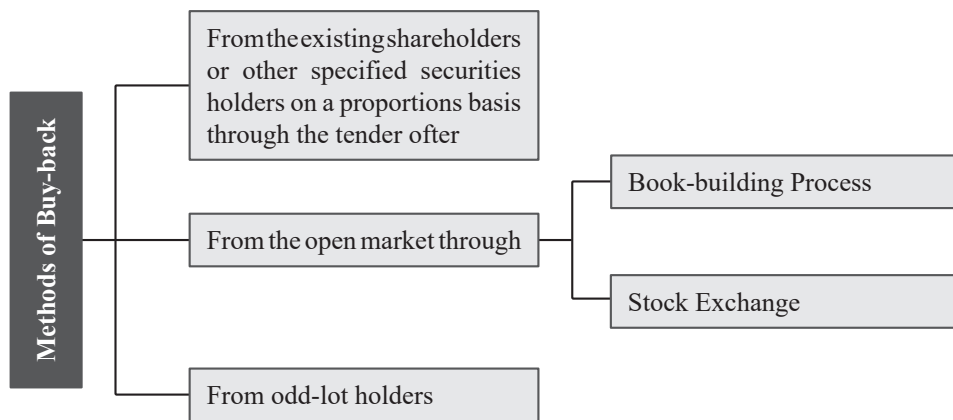 Methods of Buy-back
From the existing shareholders
or other specified securities
holders on a proportions basis
through the tender ofter
From the open market through
Book-building Process
Stock Exchange
From odd-lot holders